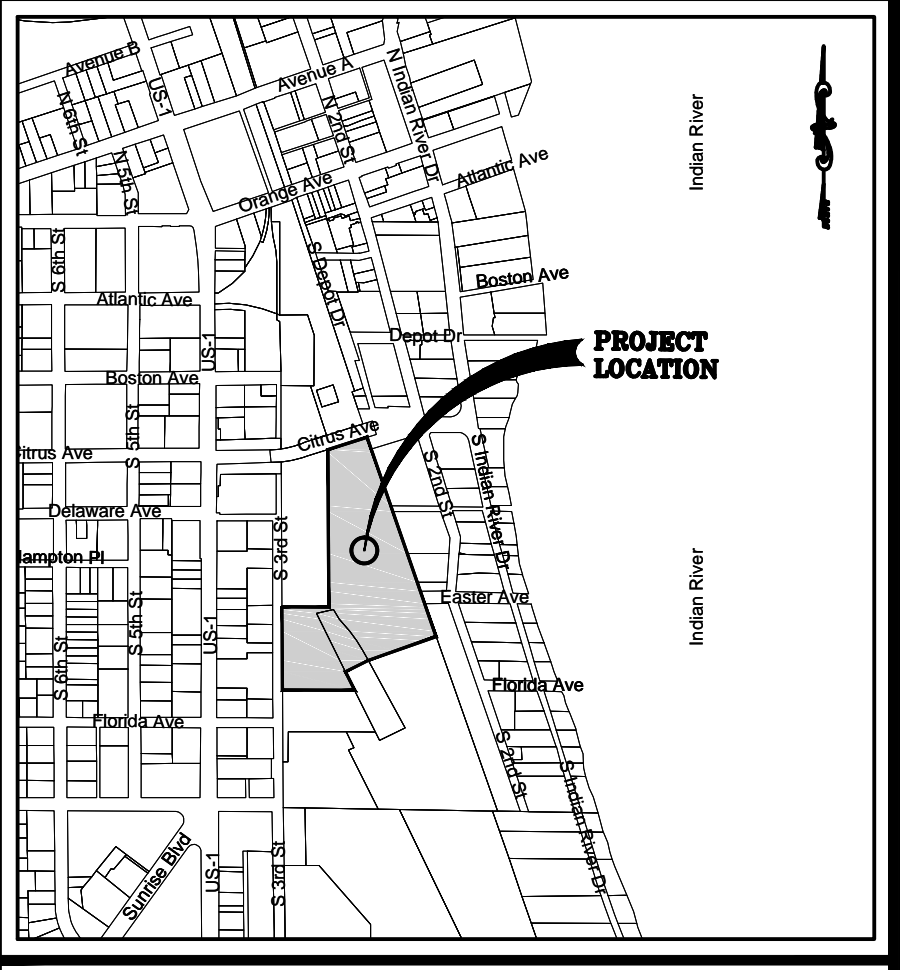 Avenue B
Avenue A
US-1
N 6th St
N 5th St
N 2nd St
N Indian River Dr
Indian River
Atlantic Ave
Orange Ave
S 6th St
S Depot Dr
Boston Ave
Atlantic Ave
Depot Dr
US-1
PROJECT
LOCATION
Boston Ave
S 5th St
Citrus Ave
itrus Ave
S 2nd St
S Indian River Dr
Delaware Ave
S 3rd St
lampton Pl
Indian River
Easter Ave
S 5th St
US-1
S 6th St
Florida Ave
Florida Ave
S 2nd St
S Indian River Dr
Sunrise Blvd
US-1
S 3rd St